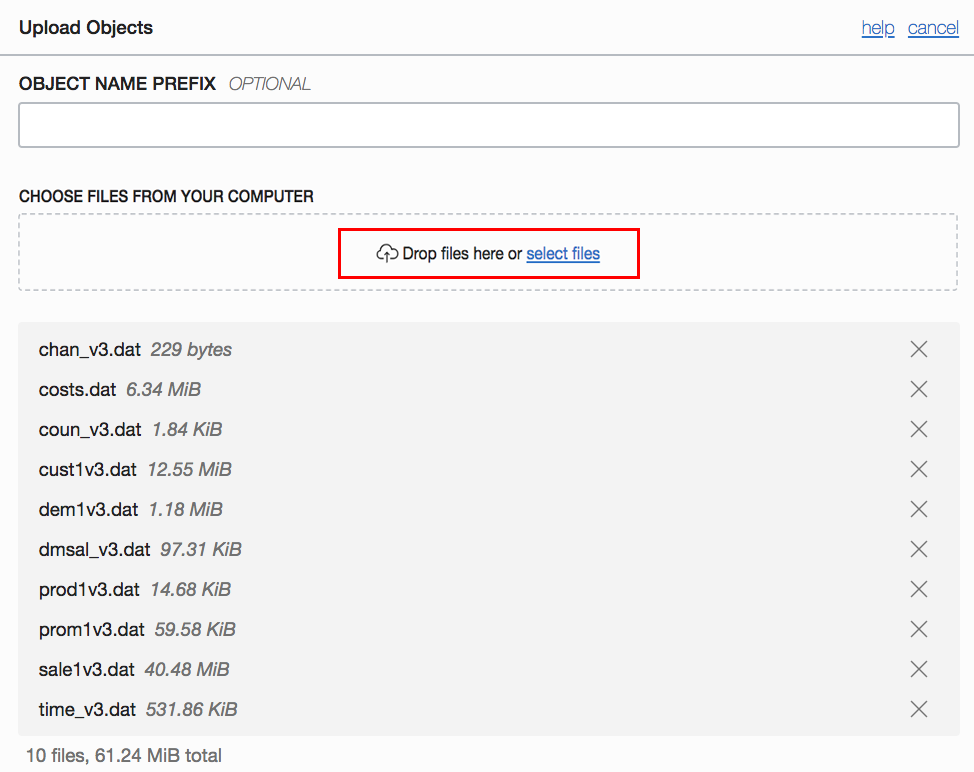 Upload Objects help cancel
OBJECT NAME PREFIX OPTIONAL
CHOOSE FILES FROM YOUR COMPUTER
Drop files here or select files
chan_v3.dat 229 bytes
costs.dat 6.34 MiB
coun_v3.dat 1.84 KiB
cust1v3.dat 12.55 MiB
dem1v3.dat 1.18 MiB
dmsal_v3.dat 97.31 KiB
prod1v3.dat 14.68 KiB
prom1v3.dat 59.58 KiB
sale1v3.dat 40.48 MiB
time_v3.dat 531.86 KiB
10 files, 61.24 MiB total